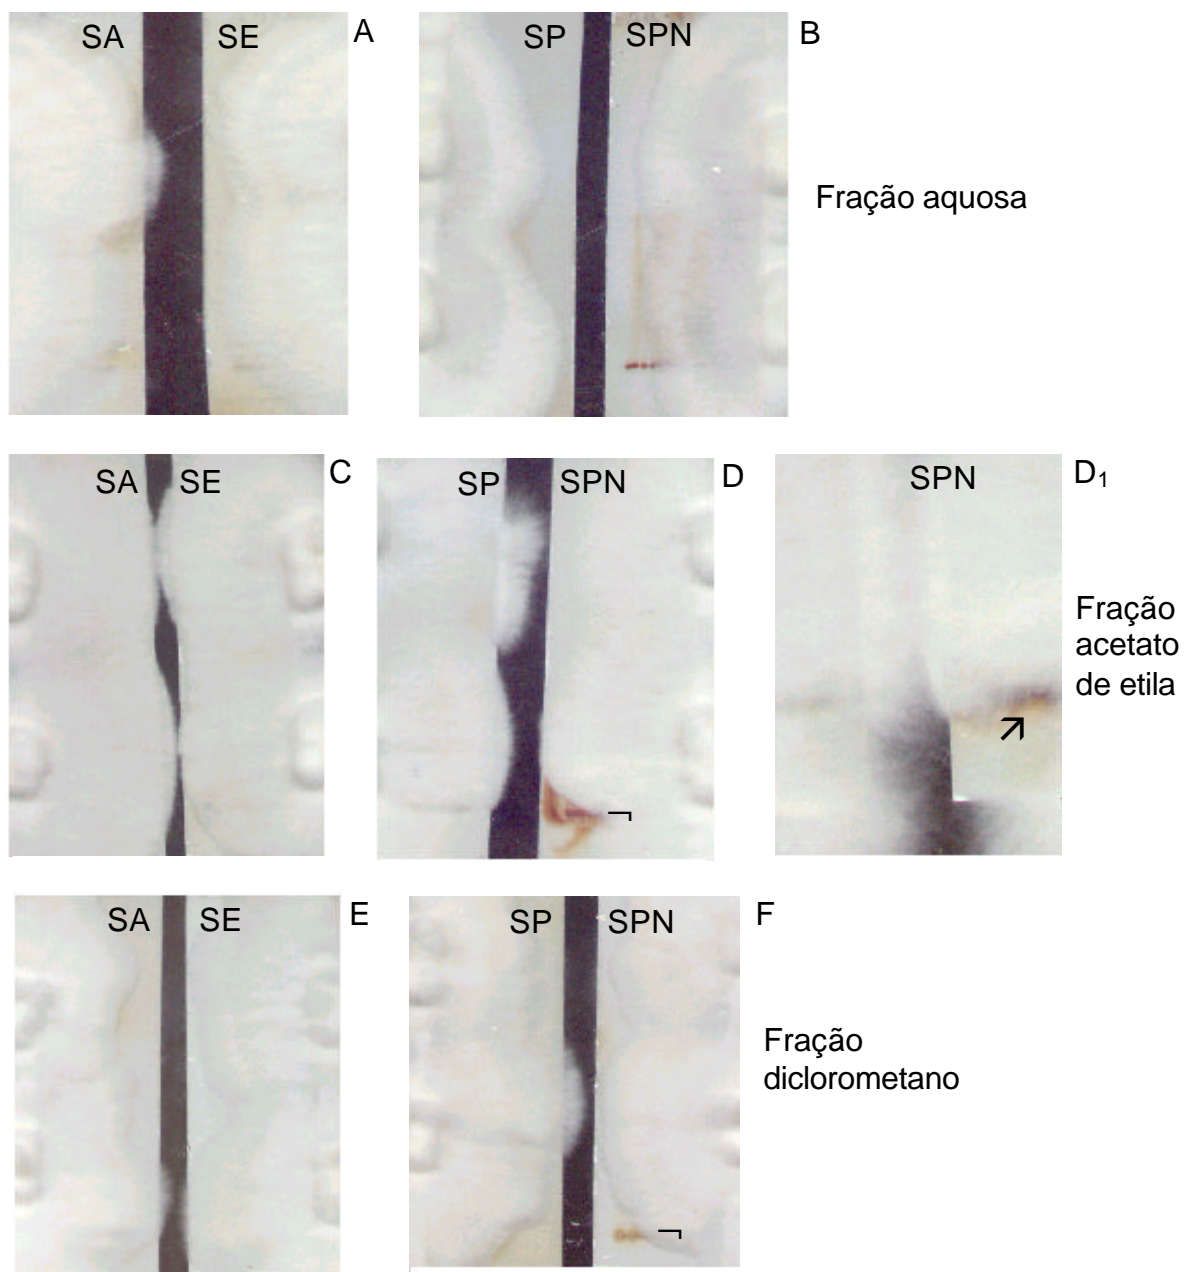 SA SE A
SP SPN B
Fração aquosa
SA SE C
SP SPN D
SPN D₁
Fração
acetato
de etila
SA SE E
SP SPN F
Fração
diclorometano